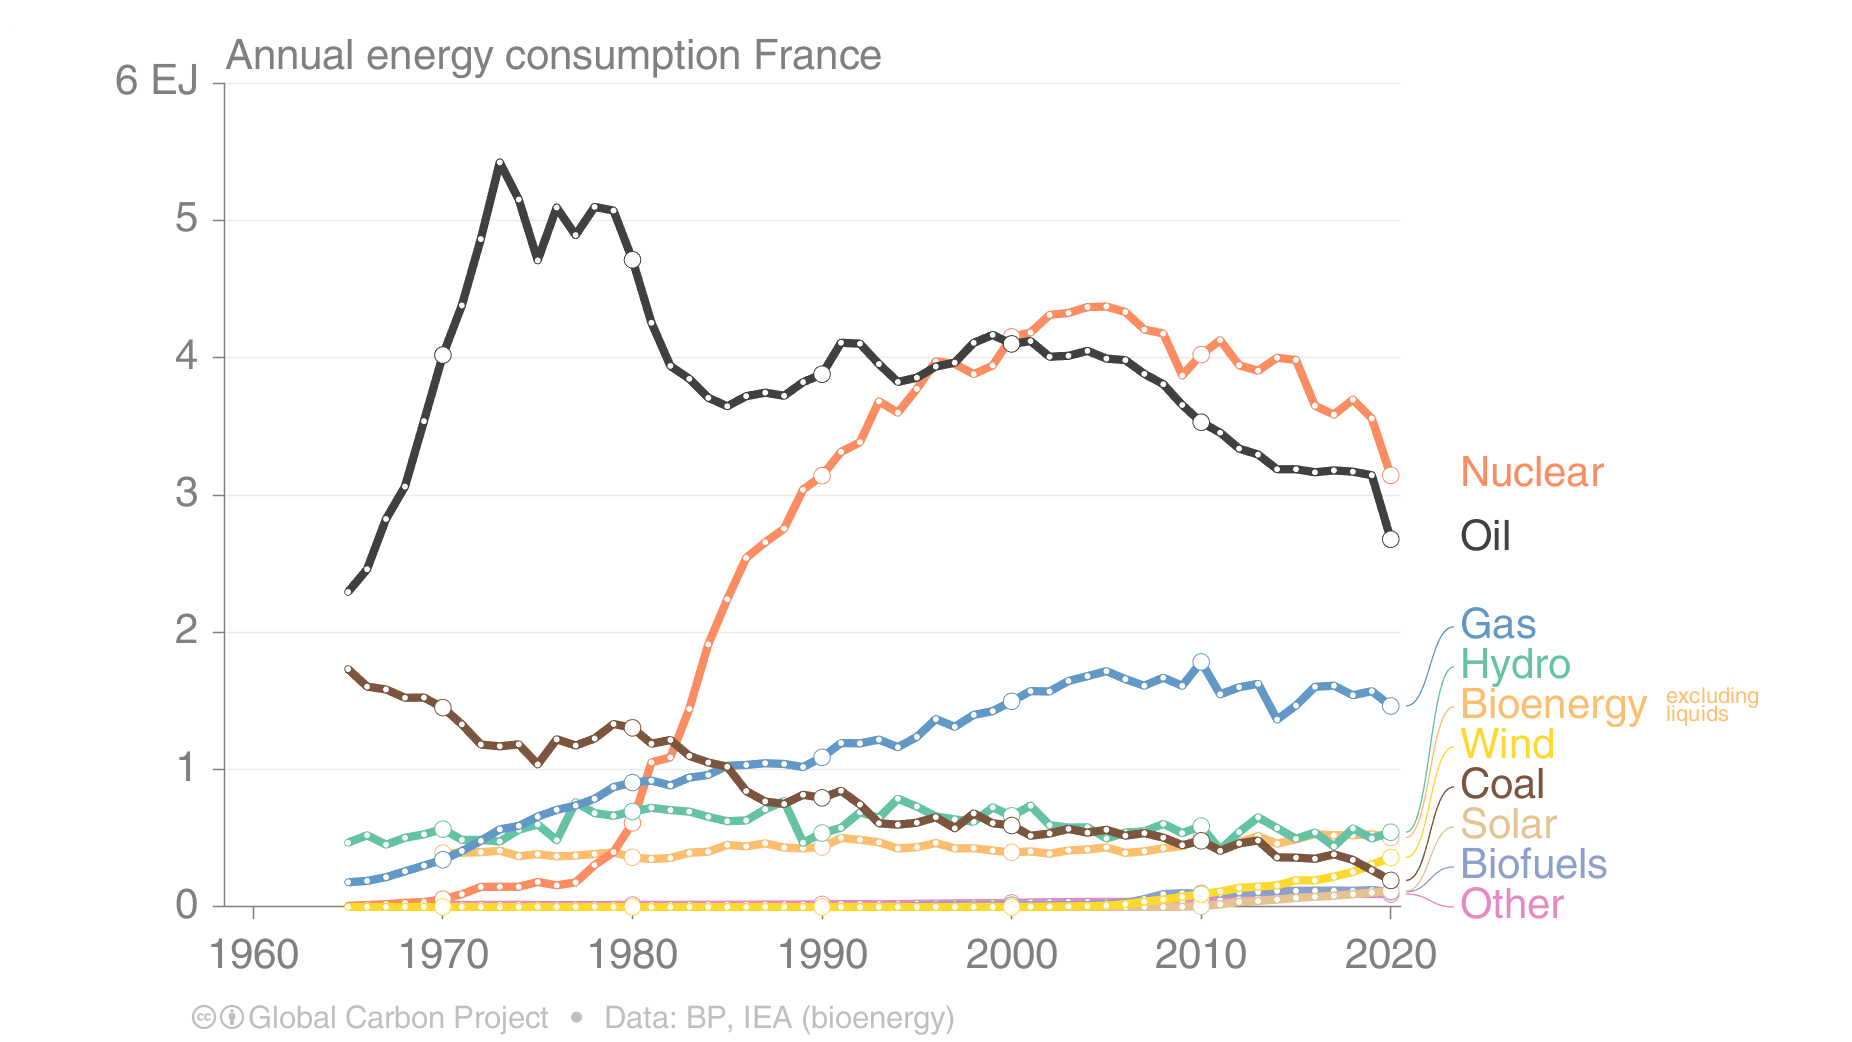 Annual energy consumption France
6 EJ
5
4
3
2
1
0
1960 1970 1980 1990 2000 2010 2020
Nuclear
Oil
Gas
Hydro
Bioenergy excluding liquids
Wind
Coal
Solar
Biofuels
Other
cc Global Carbon Project • Data: BP, IEA (bioenergy)